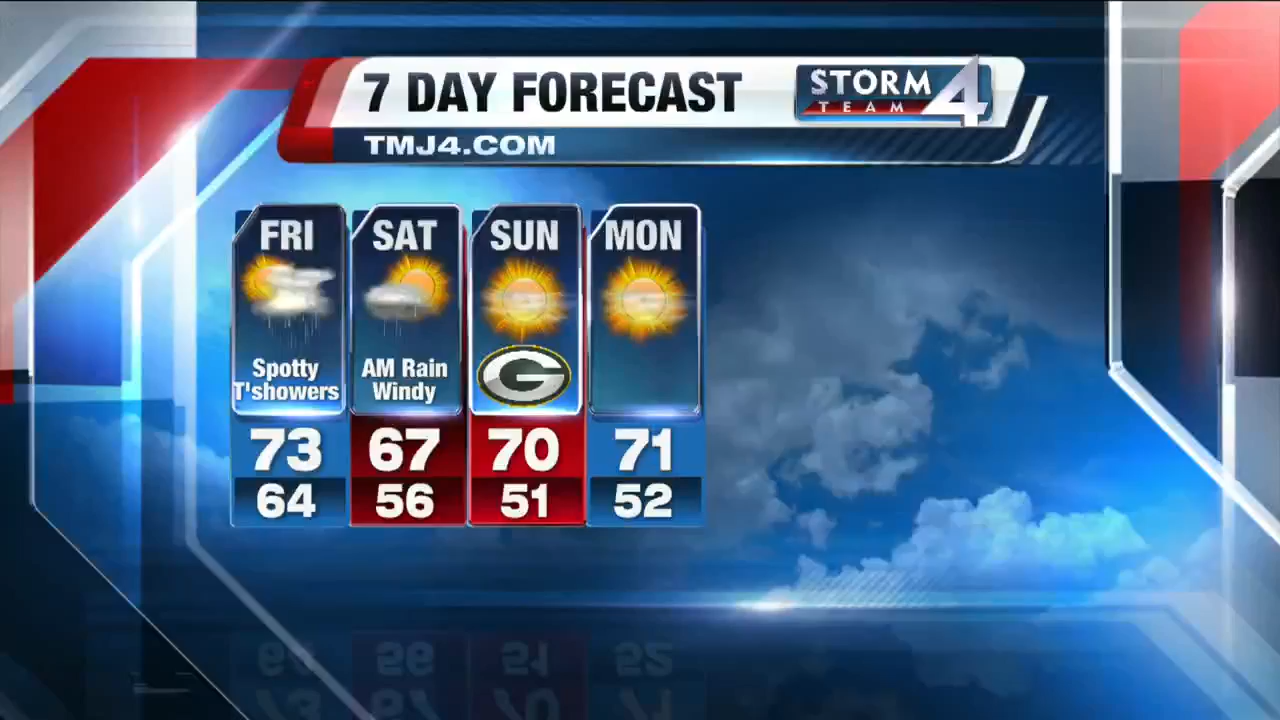 7 DAY FORECAST
STORM 4
TEAM
TMJ4.COM
FRI SAT SUN MON
Spotty AM Rain
T'showers Windy
G
73 67 70 71
64 56 51 52